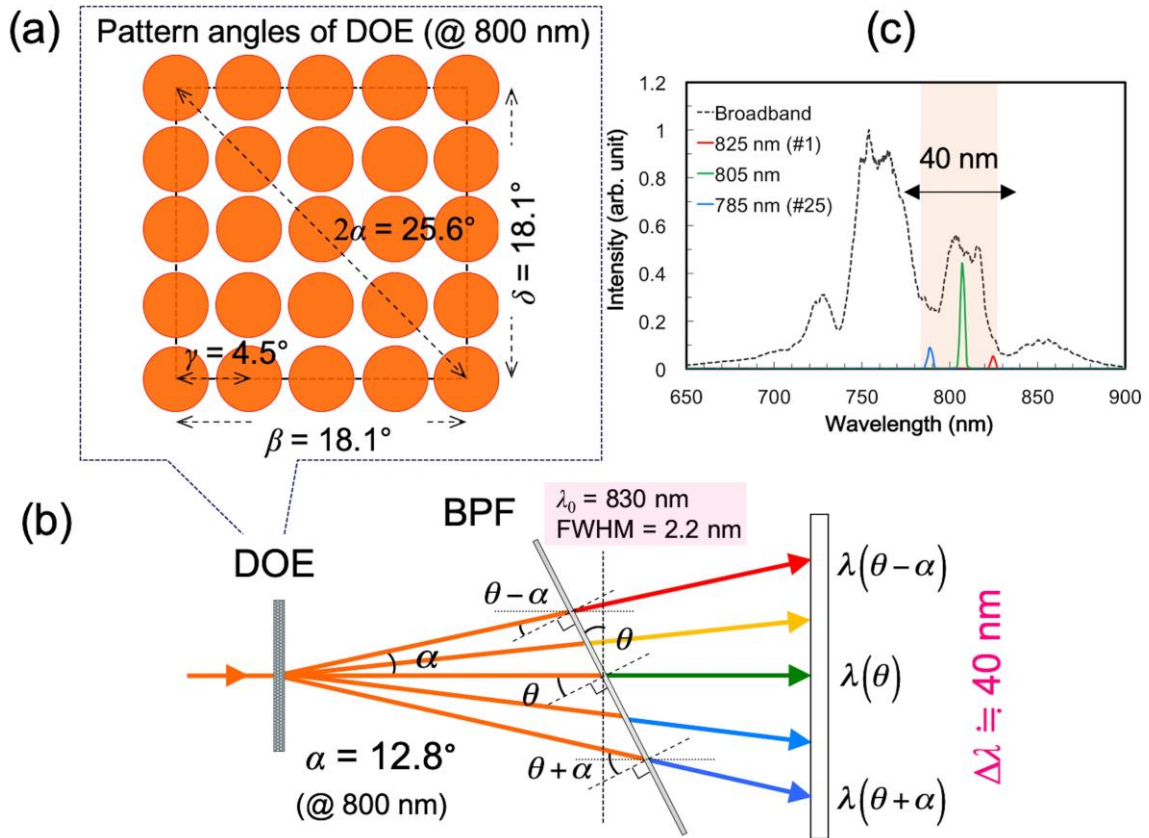 (a)
Pattern angles of DOE (@ 800 nm)
2α = 25.6°
δ = 18.1°
γ = 4.5°
β = 18.1°
(c)
Intensity (arb. unit)
1.2
1
0.8
0.6
0.4
0.2
0
Broadband
825 nm (#1)
805 nm
785 nm (#25)
40 nm
650
700
750
800
850
900
Wavelength (nm)
(b)
DOE
BPF
λ0 = 830 nm
FWHM = 2.2 nm
θ−α
θ
α
θ
θ+α
α = 12.8°
(@ 800 nm)
λ(θ−α)
λ(θ)
λ(θ+α)
Δλ ≒ 40 nm